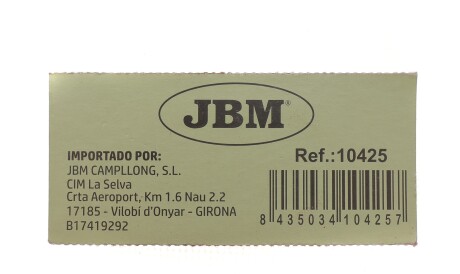 JBM®
IMPORTADO POR:
JBM CAMPLLONG, S.L.
CIM La Selva
Crta Aeroport, Km 1.6 Nau 2.2
17185 - Vilobí d'Onyar - GIRONA
B17419292
Ref.:10425
8 435034 104257